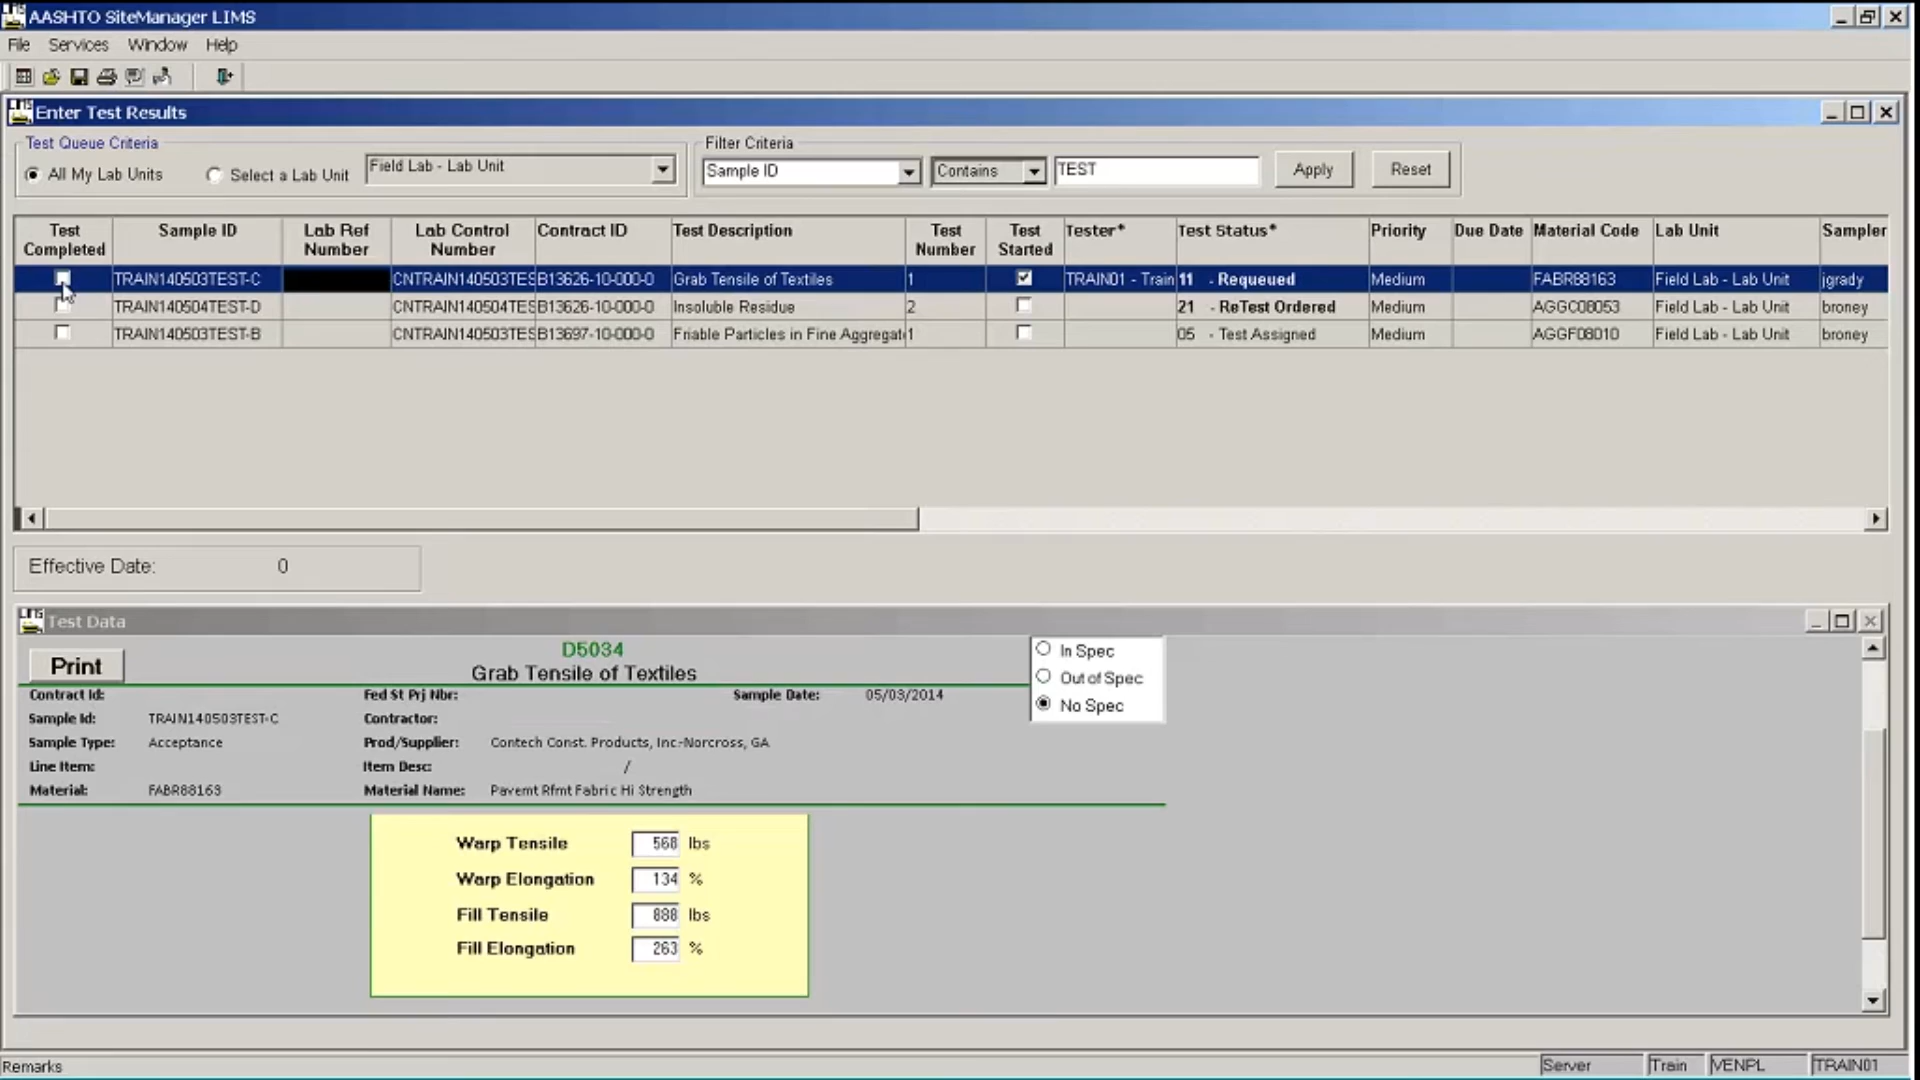 AASHTO SiteManager LIMS
File Services Window Help
Enter Test Results
Test Queue Criteria
All My Lab Units Select a Lab Unit Field Lab - Lab Unit
Filter Criteria
Sample ID Contains TEST Apply Reset
Test Completed Sample ID Lab Ref Number Lab Control Number Contract ID Test Description Test Number Test Started Tester* Test Status* Priority Due Date Material Code Lab Unit Sampler
TRAIN140503TEST-C CNTRAIN140503TES B13626-10-000-0 Grab Tensile of Textiles 1 TRAIN01 - Train 11 - Requeued Medium FABR88163 Field Lab - Lab Unit jgrady
TRAIN140504TEST-D CNTRAIN140504TES B13626-10-000-0 Insoluble Residue 2 21 - ReTest Ordered Medium AGGC08053 Field Lab - Lab Unit broney
TRAIN140503TEST-B CNTRAIN140503TES B13697-10-000-0 Friable Particles in Fine Aggregat 1 05 - Test Assigned Medium AGGF08010 Field Lab - Lab Unit broney
Effective Date: 0
Test Data
Print
D5034
Grab Tensile of Textiles
In Spec
Out of Spec
No Spec
Contract Id: Fed St Prj Nbr: Sample Date: 05/03/2014
Sample Id: TRAIN140503TEST-C Contractor:
Sample Type: Acceptance Prod/Supplier: Contech Const. Products, Inc.-Norcross, GA
Line Item: Item Desc: /
Material: FABR88163 Material Name: Pavemt Rfmt Fabric Hi Strength
Warp Tensile 568 lbs
Warp Elongation 134 %
Fill Tensile 888 lbs
Fill Elongation 263 %
Remarks Server Train VENPL TRAIN01